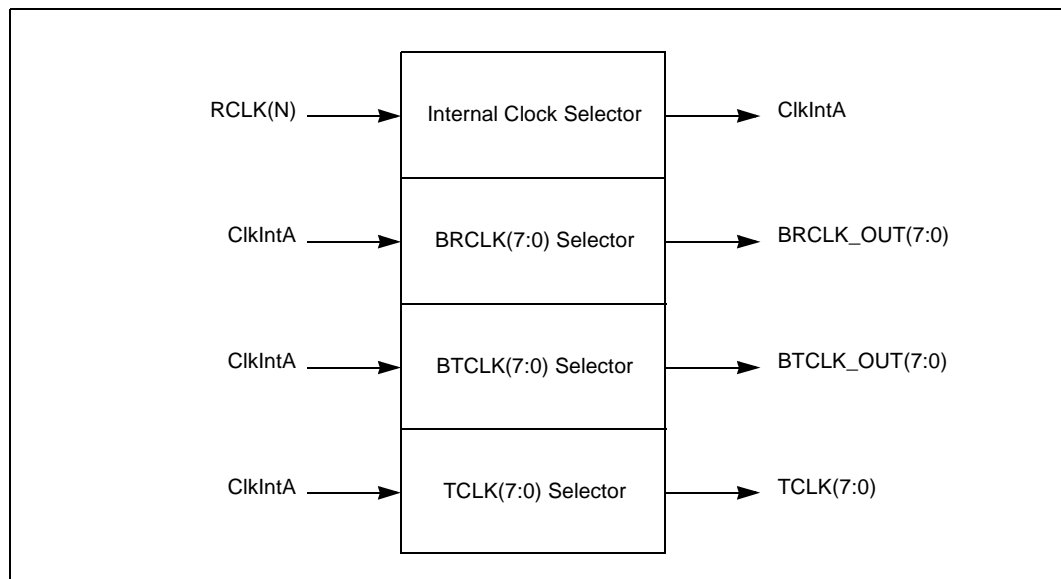 RCLK(N) Internal Clock Selector ClkIntA
ClkIntA BRCLK(7:0) Selector BRCLK_OUT(7:0)
ClkIntA BTCLK(7:0) Selector BTCLK_OUT(7:0)
ClkIntA TCLK(7:0) Selector TCLK(7:0)